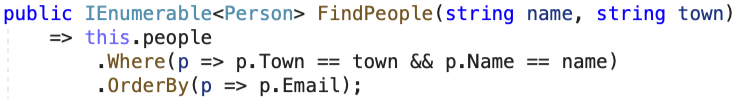 public IEnumerable<Person> FindPeople(string name, string town)
=> this.people
.Where(p => p.Town == town && p.Name == name)
.OrderBy(p => p.Email);